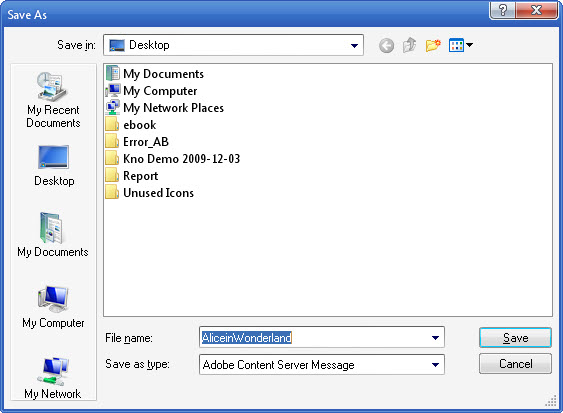 Save As
Save in: Desktop
My Recent
Documents
Desktop
My Documents
My Computer
My Network
My Documents
My Computer
My Network Places
ebook
Error_AB
Kno Demo 2009-12-03
Report
Unused Icons
File name: AliceinWonderland Save
Save as type: Adobe Content Server Message Cancel